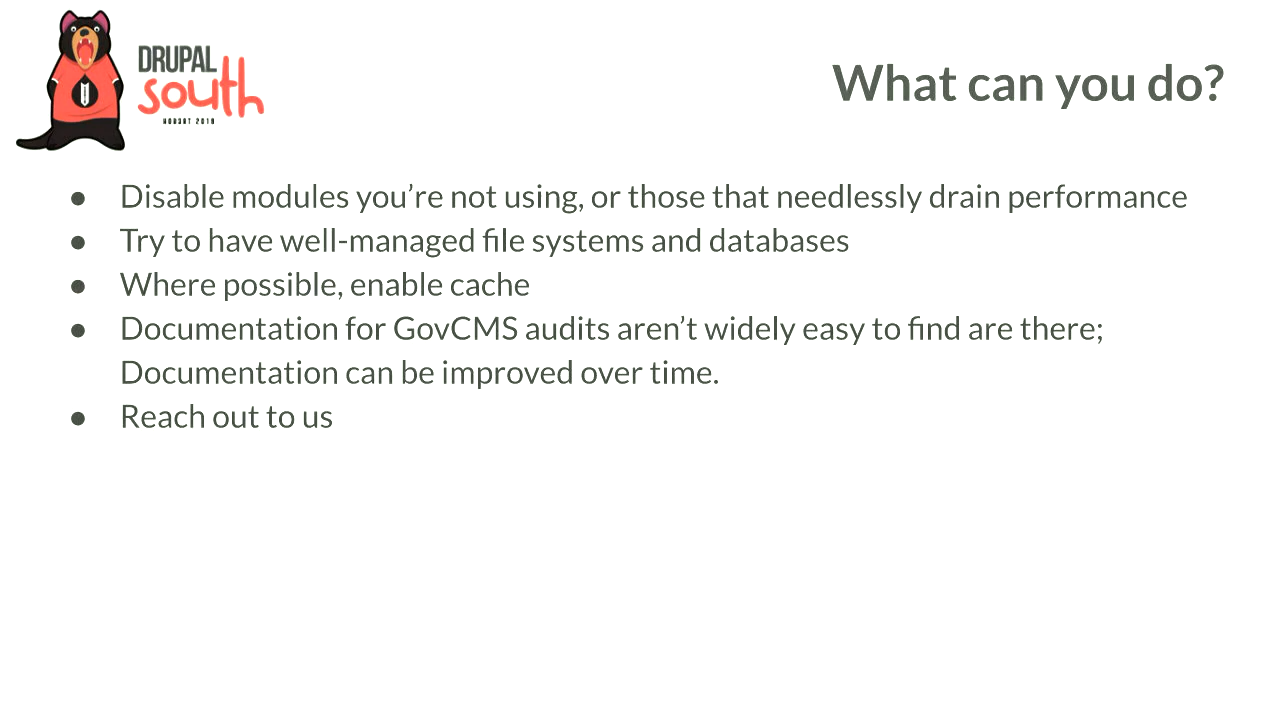 DRUPAL
south
HOBART 2019
What can you do?
● Disable modules you’re not using, or those that needlessly drain performance
● Try to have well-managed file systems and databases
● Where possible, enable cache
● Documentation for GovCMS audits aren’t widely easy to find are there;
Documentation can be improved over time.
● Reach out to us